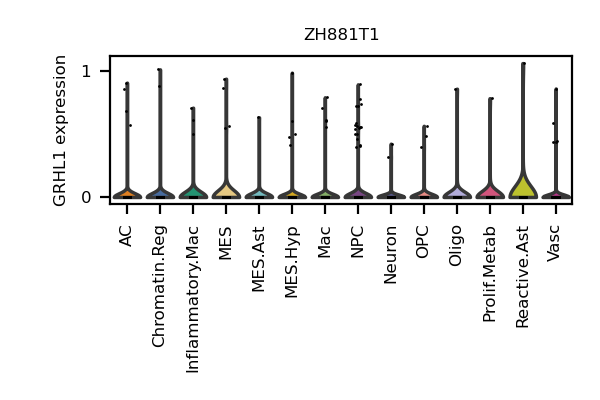 ZH881T1
GRHL1 expression
1
0
AC
Chromatin.Reg
Inflammatory.Mac
MES
MES.Ast
MES.Hyp
Mac
NPC
Neuron
OPC
Oligo
Prolif.Metab
Reactive.Ast
Vasc